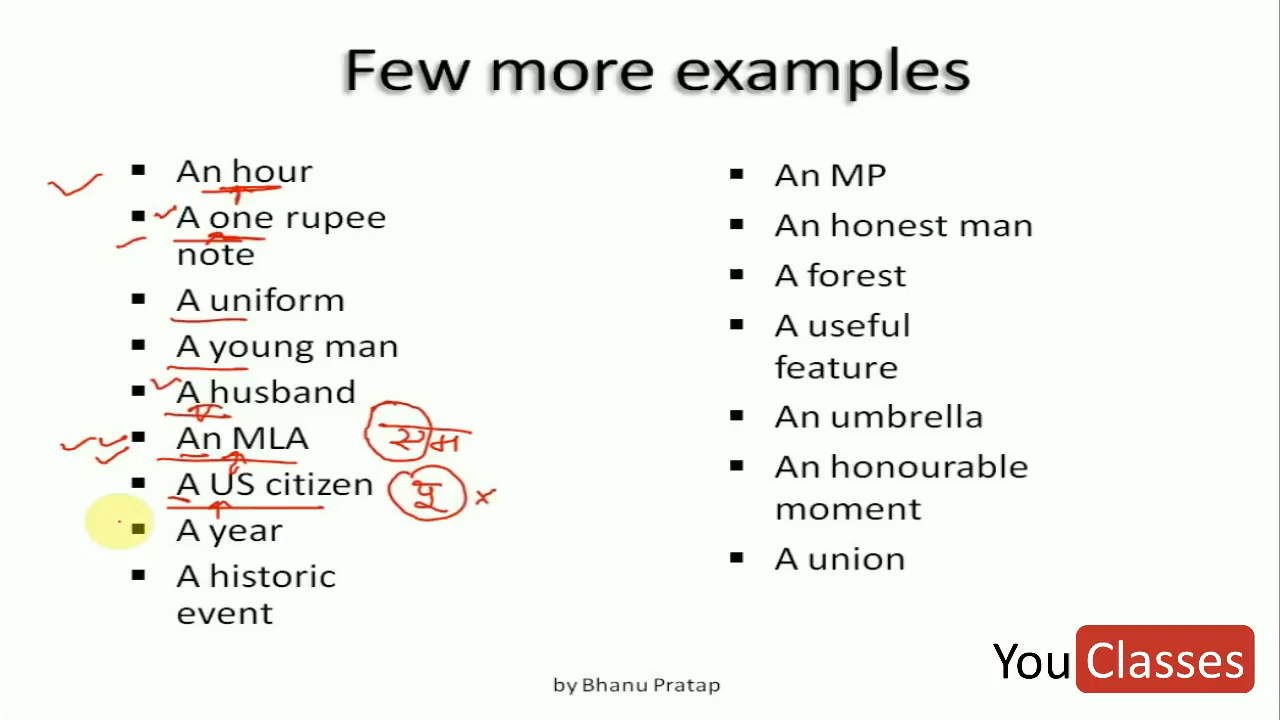 Few more examples
An hour
A one rupee
note
A uniform
A young man
A husband
An MLA
A US citizen
A year
A historic
event
An MP
An honest man
A forest
A useful
feature
An umbrella
An honourable
moment
A union
You Classes
by Bhanu Pratap